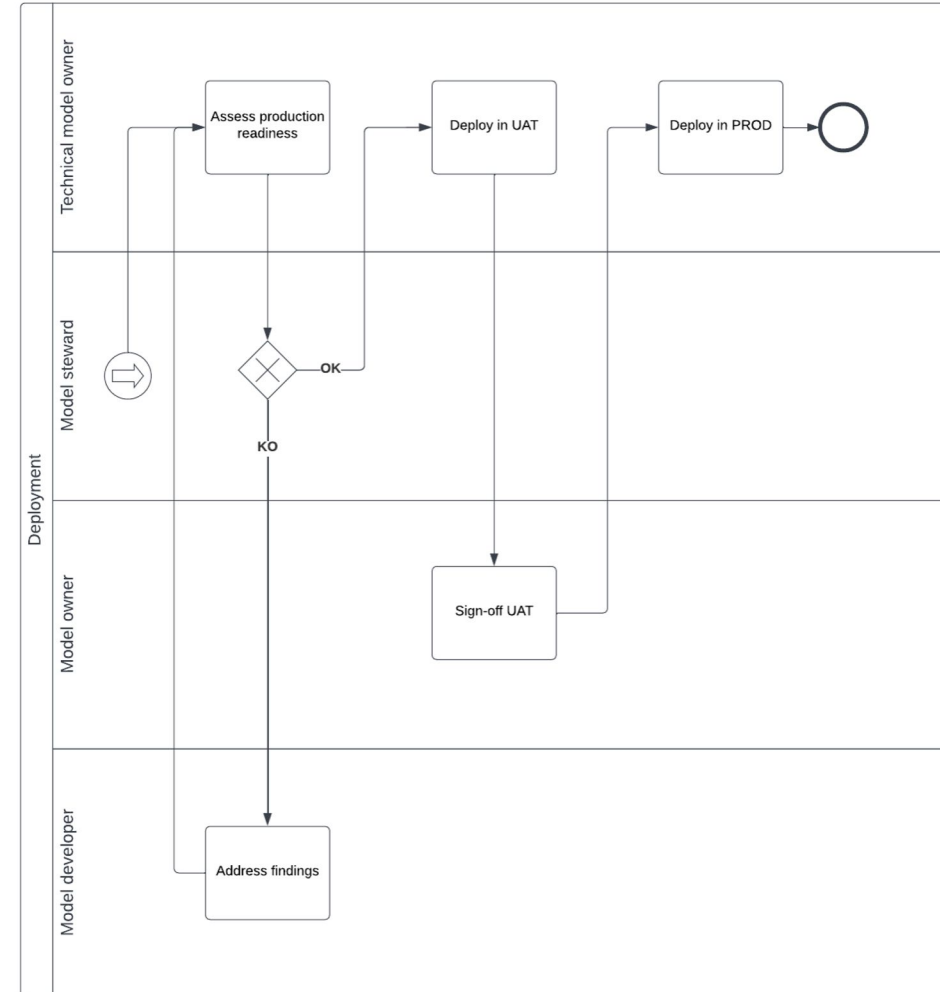 Deployment
Technical model owner
Assess production
readiness
Deploy in UAT
Deploy in PROD
Model steward
OK
KO
Model owner
Sign-off UAT
Model developer
Address findings